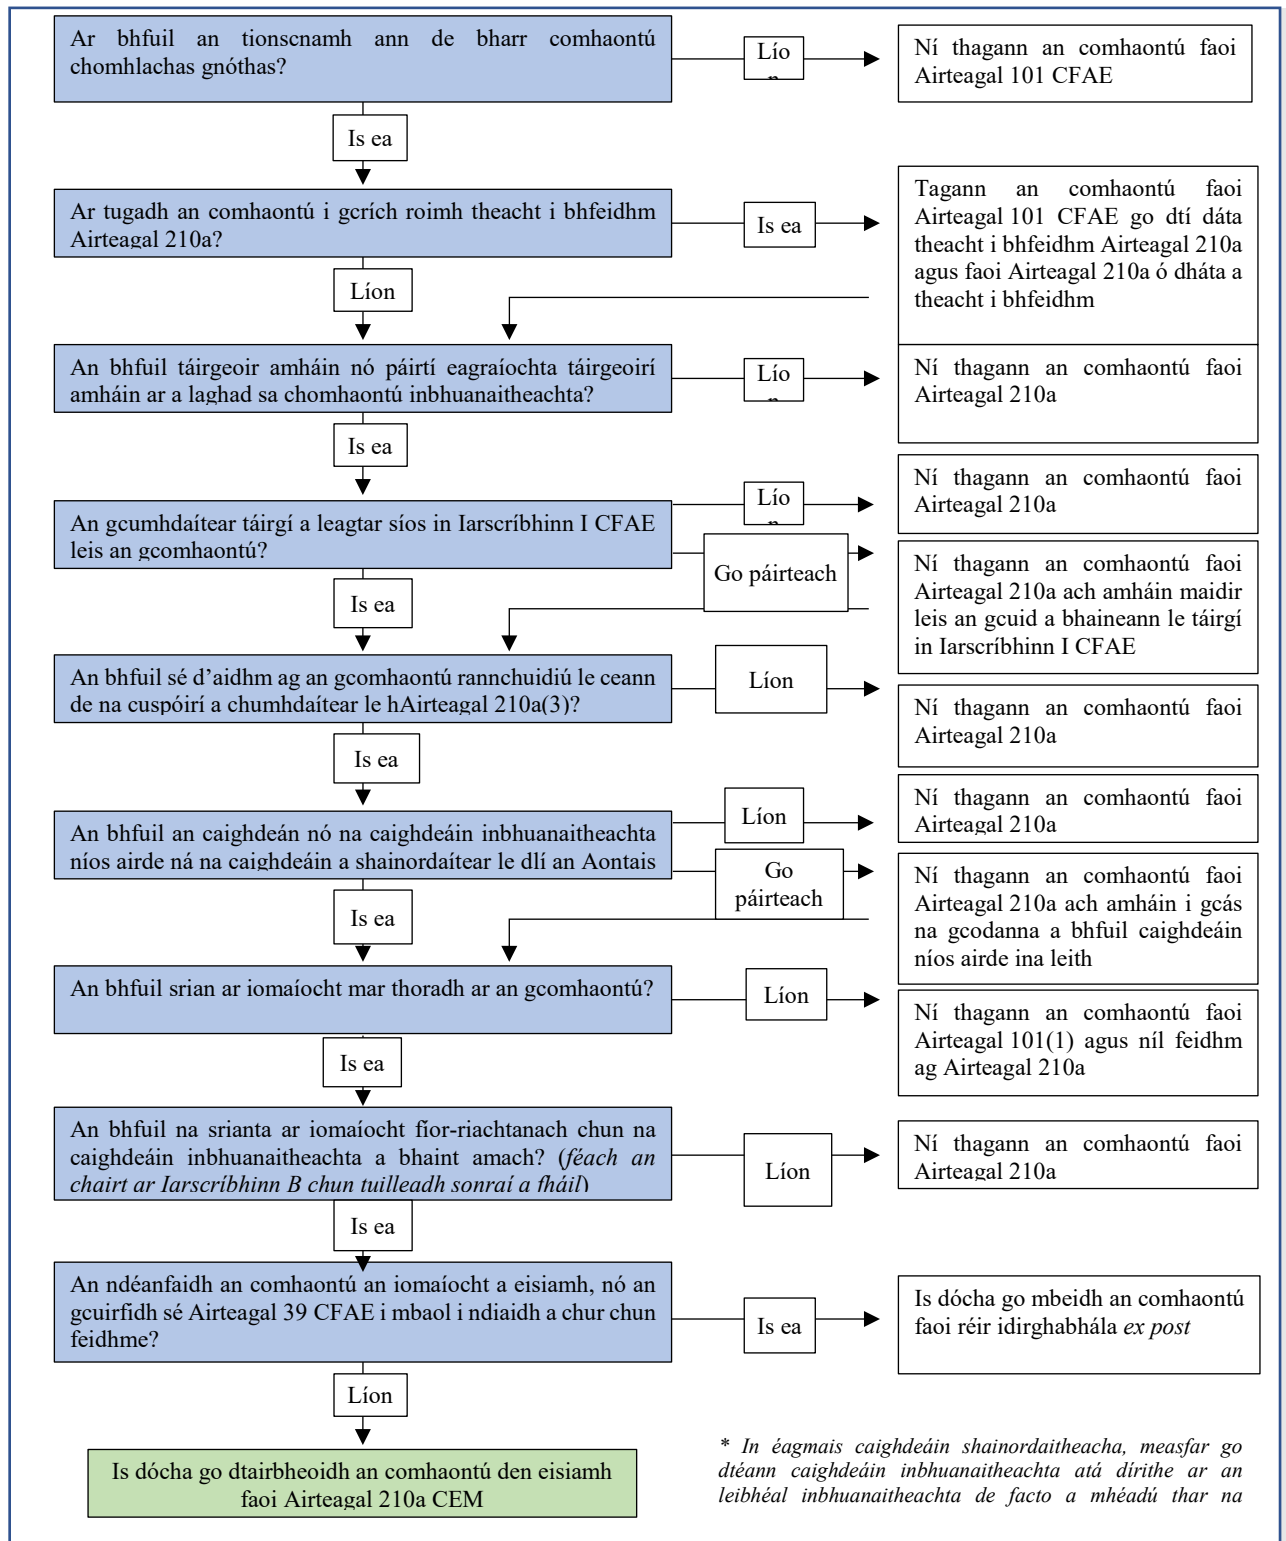 Ar bhfuil an tionscnamh ann de bharr comhaontú
chomhlachas gnóthas?
Lío
Ní thagann an comhaontú faoi
Airteagal 101 CFAE
Is ea
Ar tugadh an comhaontú i gcrích roimh theacht i bhfeidhm
Airteagal 210a?
Is ea
Tagann an comhaontú faoi
Airteagal 101 CFAE go dtí dáta
theacht i bhfeidhm Airteagal 210a
agus faoi Airteagal 210a ó dháta a
theacht i bhfeidhm
Líon
An bhfuil táirgeoir amháin nó páirtí eagraíochta táirgeoirí
amháin ar a laghad sa chomhaontú inbhuanaitheachta?
Lío
Ní thagann an comhaontú faoi
Airteagal 210a
Is ea
An gcumhdaítear táirgí a leagtar síos in Iarscríbhinn I CFAE
leis an gcomhaontú?
Lío
Ní thagann an comhaontú faoi
Airteagal 210a
Go páirteach
Ní thagann an comhaontú faoi
Airteagal 210a ach amháin maidir
leis an gcuid a bhaineann le táirgí
in Iarscríbhinn I CFAE
Is ea
An bhfuil sé d'aidhm ag an gcomhaontú rannchuidiú le ceann
de na cuspóirí a chumhdaítear le hAirteagal 210a(3)?
Líon
Ní thagann an comhaontú faoi
Airteagal 210a
Is ea
An bhfuil an caighdeán nó na caighdeáin inbhuanaitheachta
níos airde ná na caighdeáin a shainordaítear le dlí an Aontais
Líon
Ní thagann an comhaontú faoi
Airteagal 210a
Go
páirteach
Ní thagann an comhaontú faoi
Airteagal 210a ach amháin i gcás
na gcodanna a bhfuil caighdeáin
níos airde ina leith
Is ea
An bhfuil srian ar iomaíocht mar thoradh ar an gcomhaontú?
Líon
Ní thagann an comhaontú faoi
Airteagal 101(1) agus níl feidhm
ag Airteagal 210a
Is ea
An bhfuil na srianta ar iomaíocht fíor-riachtanach chun na
caighdeáin inbhuanaitheachta a bhaint amach? (féach an
chairt ar Iarscríbhinn B chun tuilleadh sonraí a fháil)
Líon
Ní thagann an comhaontú faoi
Airteagal 210a
Is ea
An ndéanfaidh an comhaontú an iomaíocht a eisiamh, nó an
gcuirfidh sé Airteagal 39 CFAE i mbaol i ndiaidh a chur chun
feidhme?
Is ea
Is dócha go mbeidh an comhaontú
faoi réir idirghabhála ex post
Líon
Is dócha go dtairbheoidh an comhaontú den eisiamh
faoi Airteagal 210a CEM
* In éagmais caighdeáin shainordaitheacha, measfar go
dtéann caighdeáin inbhuanaitheachta atá dírithe ar an
leibhéal inbhuanaitheachta de facto a mhéadú thar na